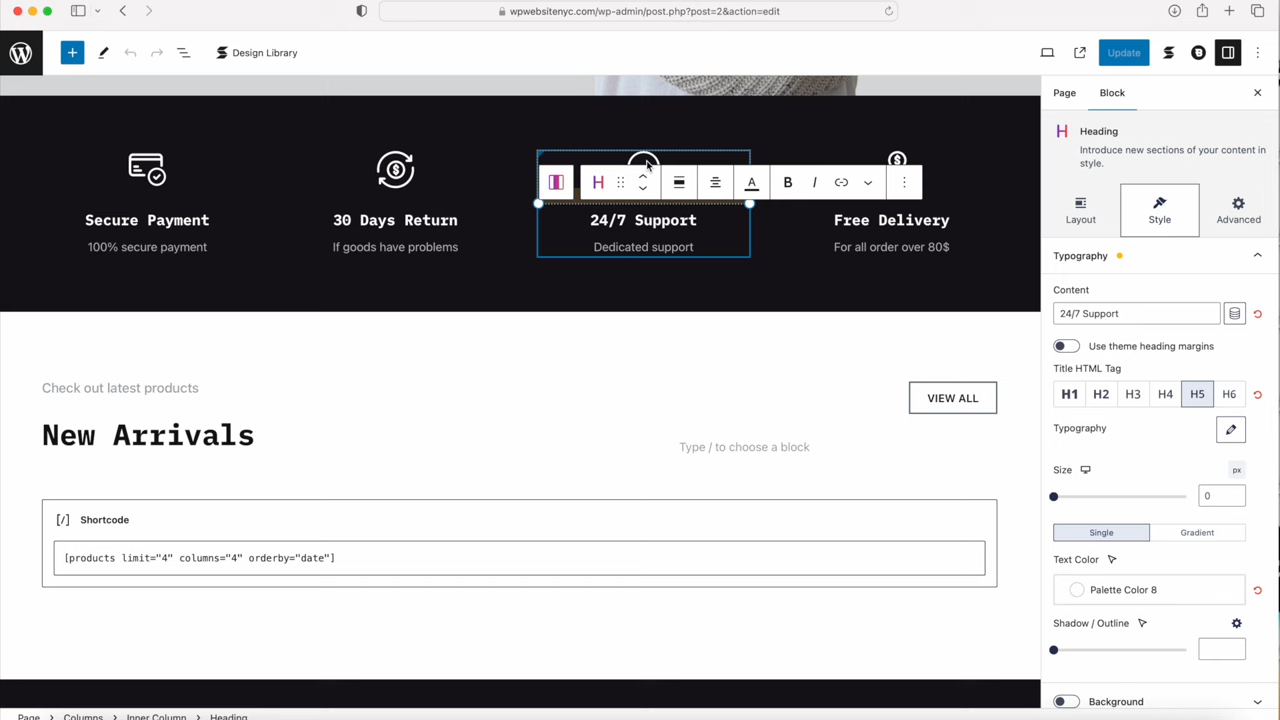 wpwebsitenyc.com/wp-admin/post.php?post=2&action=edit
Design Library
Update
Page
Block
H
Heading
Introduce new sections of your content in style.
Layout
Style
Advanced
H
A
B
I
Secure Payment
30 Days Return
24/7 Support
Free Delivery
100% secure payment
If goods have problems
Dedicated support
For all order over 80$
Typography
Content
24/7 Support
Use theme heading margins
Title HTML Tag
H1 H2 H3 H4 H5 H6
Typography
Size
px
0
Single
Gradient
Text Color
Palette Color 8
Shadow / Outline
Background
Check out latest products
VIEW ALL
New Arrivals
Type / to choose a block
[/] Shortcode
[products limit="4" columns="4" orderby="date"]
Page > Columns > Inner Column > Heading